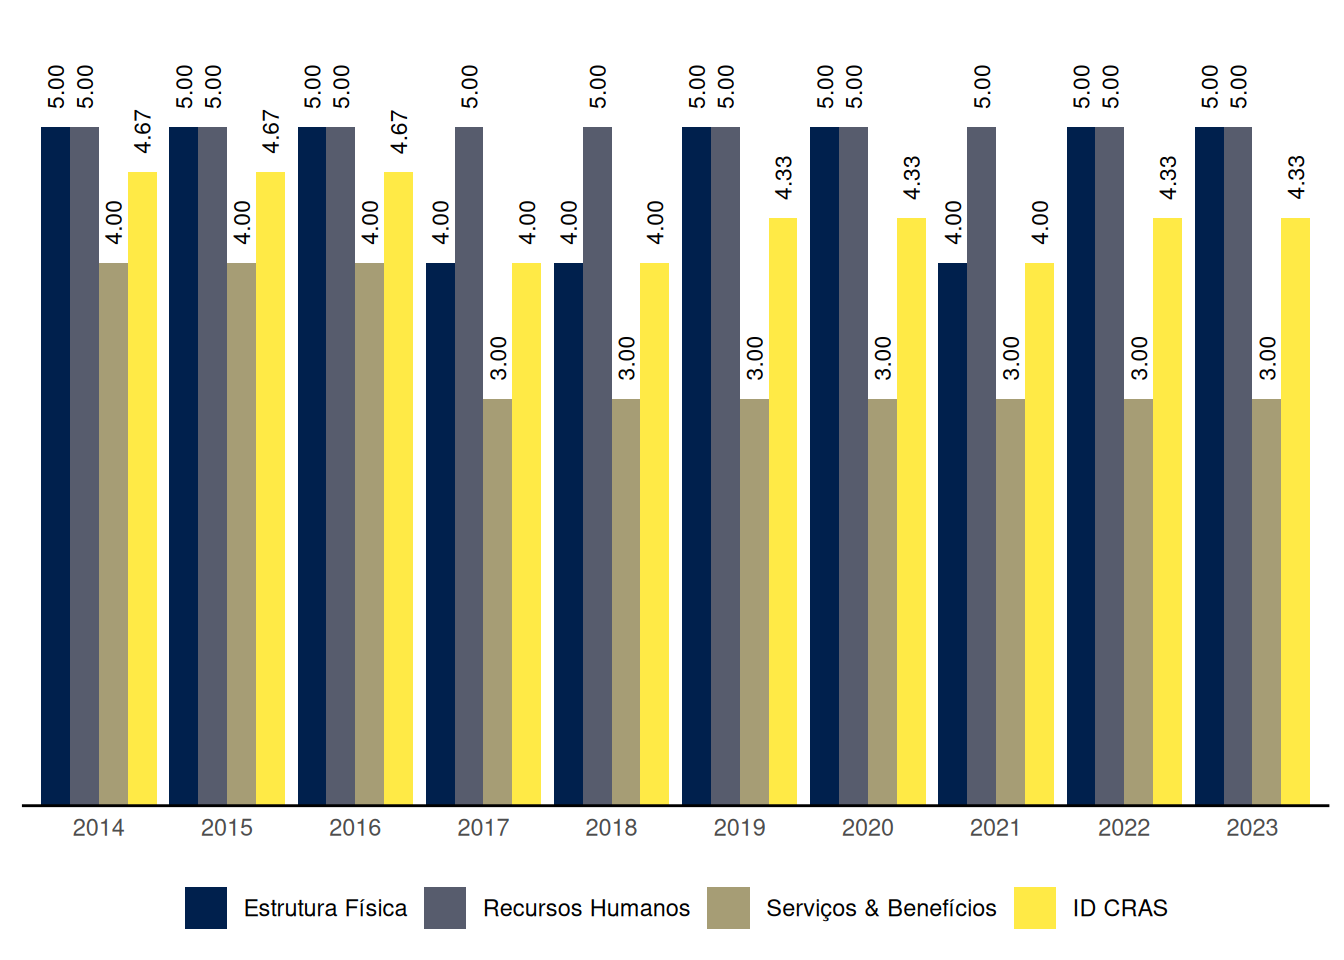 5.00 5.00 4.00 4.67 5.00 5.00 4.00 4.67 5.00 5.00 4.00 4.67 4.00 5.00 3.00 4.00 4.00 5.00 3.00 4.00 5.00 5.00 3.00 4.33 5.00 5.00 3.00 4.33 4.00 5.00 3.00 4.00 5.00 5.00 3.00 4.33 5.00 5.00 3.00 4.33
2014 2015 2016 2017 2018 2019 2020 2021 2022 2023
Estrutura Física Recursos Humanos Serviços & Benefícios ID CRAS